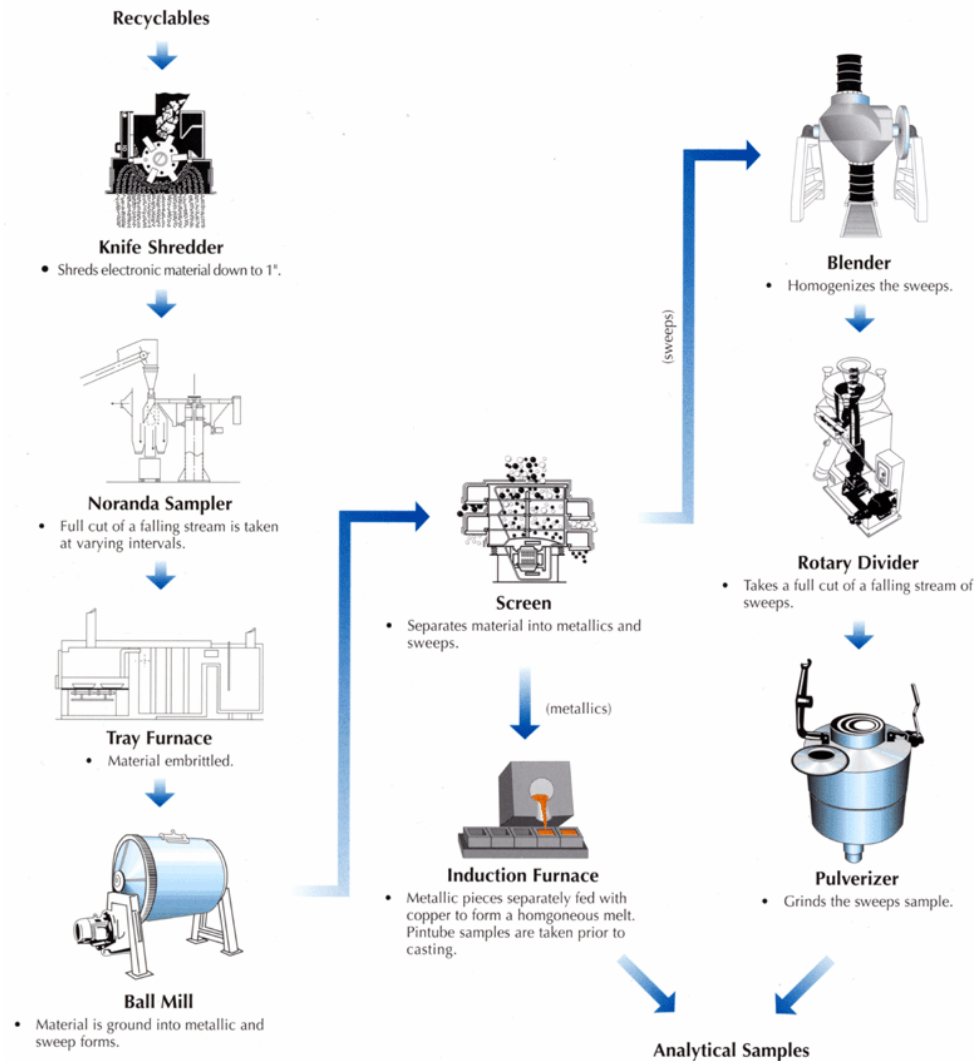 Recyclables
Knife Shredder
• Shreds electronic material down to 1".
Noranda Sampler
• Full cut of a falling stream is taken
at varying intervals.
Tray Furnace
• Material embrittled.
Ball Mill
• Material is ground into metallic and
sweep forms.
Screen
• Separates material into metallics and
sweeps.
(metallics)
Induction Furnace
• Metallic pieces separately fed with
copper to form a homgoneous melt.
Pintube samples are taken prior to
casting.
(sweeps)
Blender
• Homogenizes the sweeps.
Rotary Divider
• Takes a full cut of a falling stream of
sweeps.
Pulverizer
• Grinds the sweeps sample.
Analytical Samples